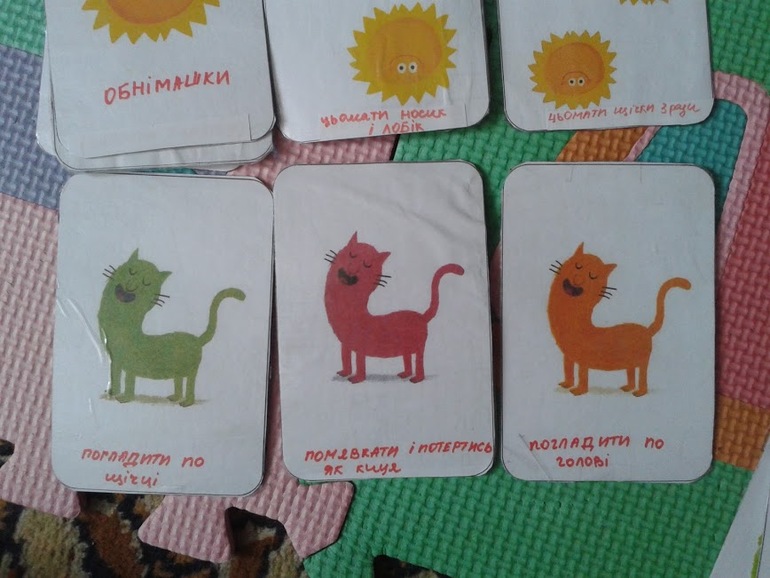 ОБНІМАШКИ
ЦЬОМАТИ НОСИК
І ЛОБІК
ЦЬОМАТИ ЩІЧКИ 3 РАЗИ
ПОГЛАДИТИ ПО
ЩІЧЦІ
ПОМЯВКАТИ І ПОТЕРТИСЬ
ЯК КИЦЯ
ПОГЛАДИТИ ПО
ГОЛОВІ